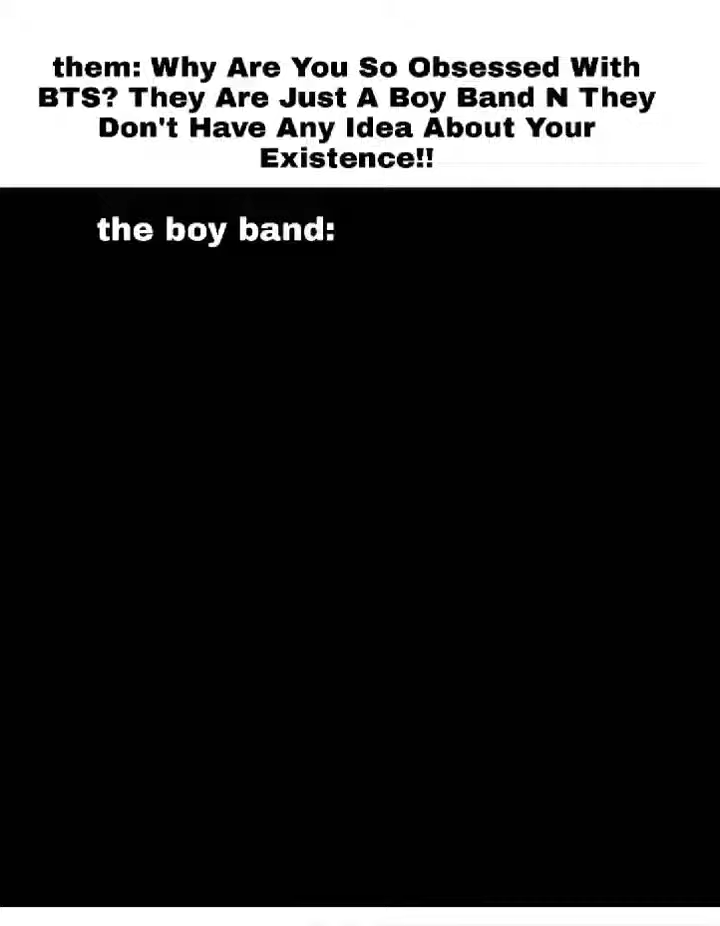 them: Why Are You So Obsessed With
BTS? They Are Just A Boy Band N They
Don't Have Any Idea About Your
Existence!!
the boy band: